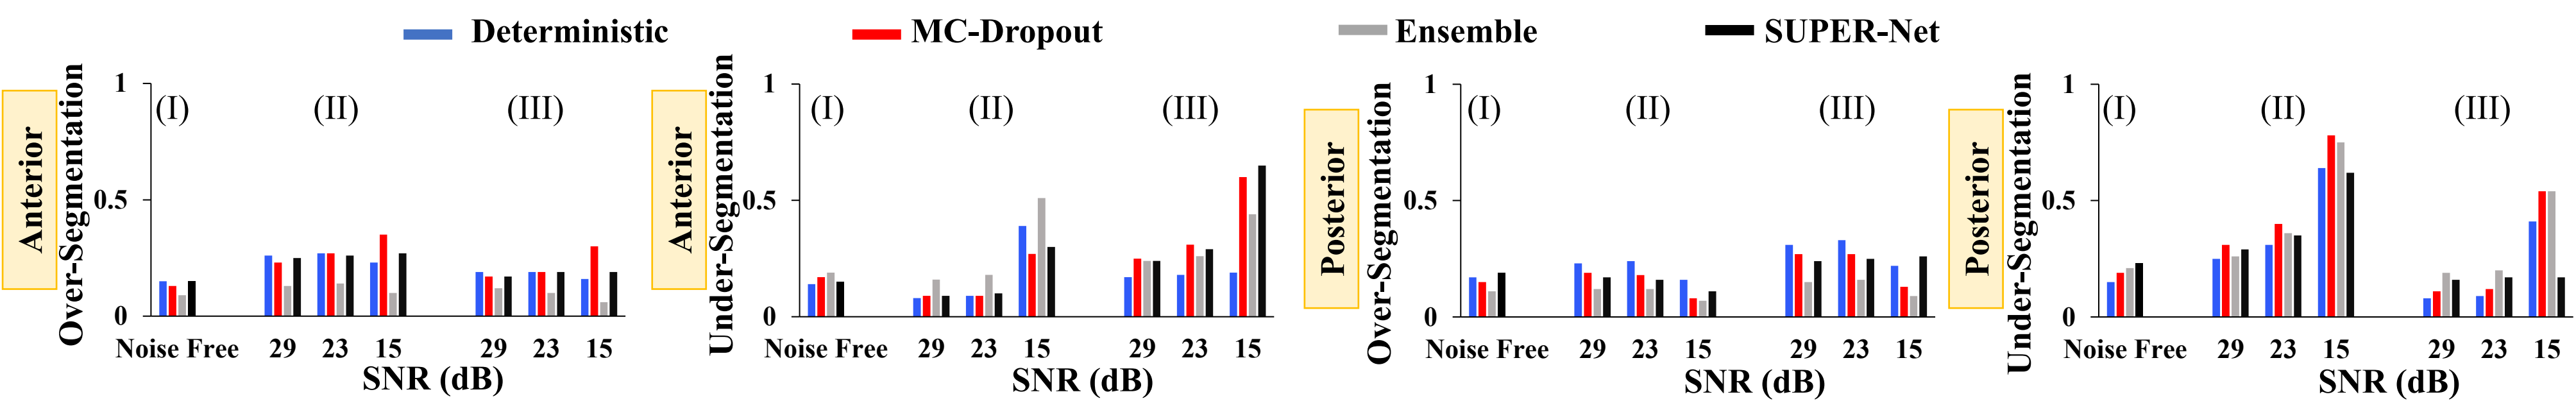 Deterministic MC-Dropout Ensemble SUPER-Net
Anterior
Over-Segmentation
1
0.5
0
(I) (II) (III)
Noise Free 29 23 15 29 23 15
SNR (dB)
Anterior
Under-Segmentation
1
0.5
0
(I) (II) (III)
Noise Free 29 23 15 29 23 15
SNR (dB)
Posterior
Over-Segmentation
1
0.5
0
(I) (II) (III)
Noise Free 29 23 15 29 23 15
SNR (dB)
Posterior
Under-Segmentation
1
0.5
0
(I) (II) (III)
Noise Free 29 23 15 29 23 15
SNR (dB)